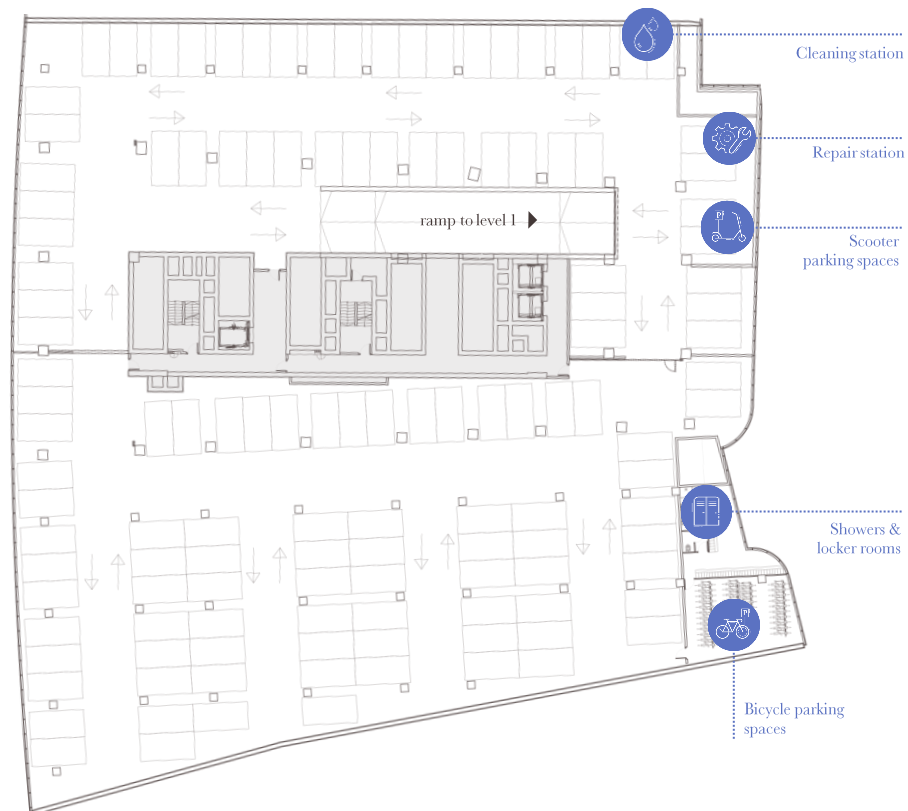 Cleaning station
Repair station
ramp to level 1
Scooter
parking spaces
Showers &
locker rooms
Bicycle parking
spaces